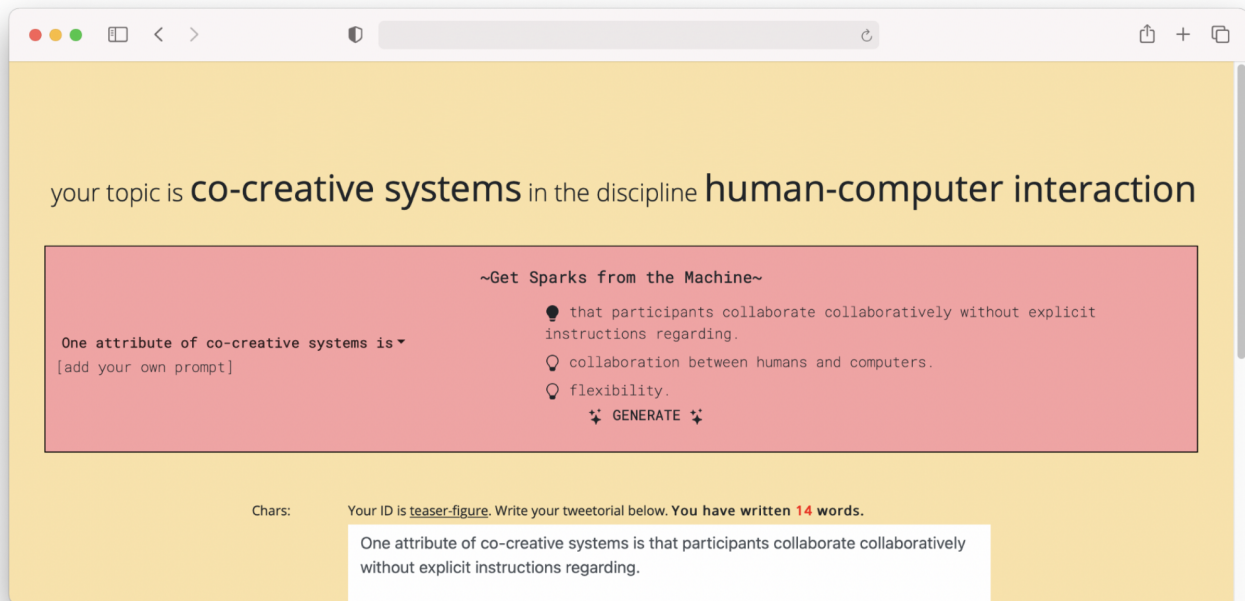 your topic is co-creative systems in the discipline human-computer interaction
~Get Sparks from the Machine~
One attribute of co-creative systems is
[add your own prompt]
that participants collaborate collaboratively without explicit
instructions regarding.
collaboration between humans and computers.
flexibility.
GENERATE
Chars:
Your ID is teaser-figure. Write your tweetorial below. You have written 14 words.
One attribute of co-creative systems is that participants collaborate collaboratively
without explicit instructions regarding.